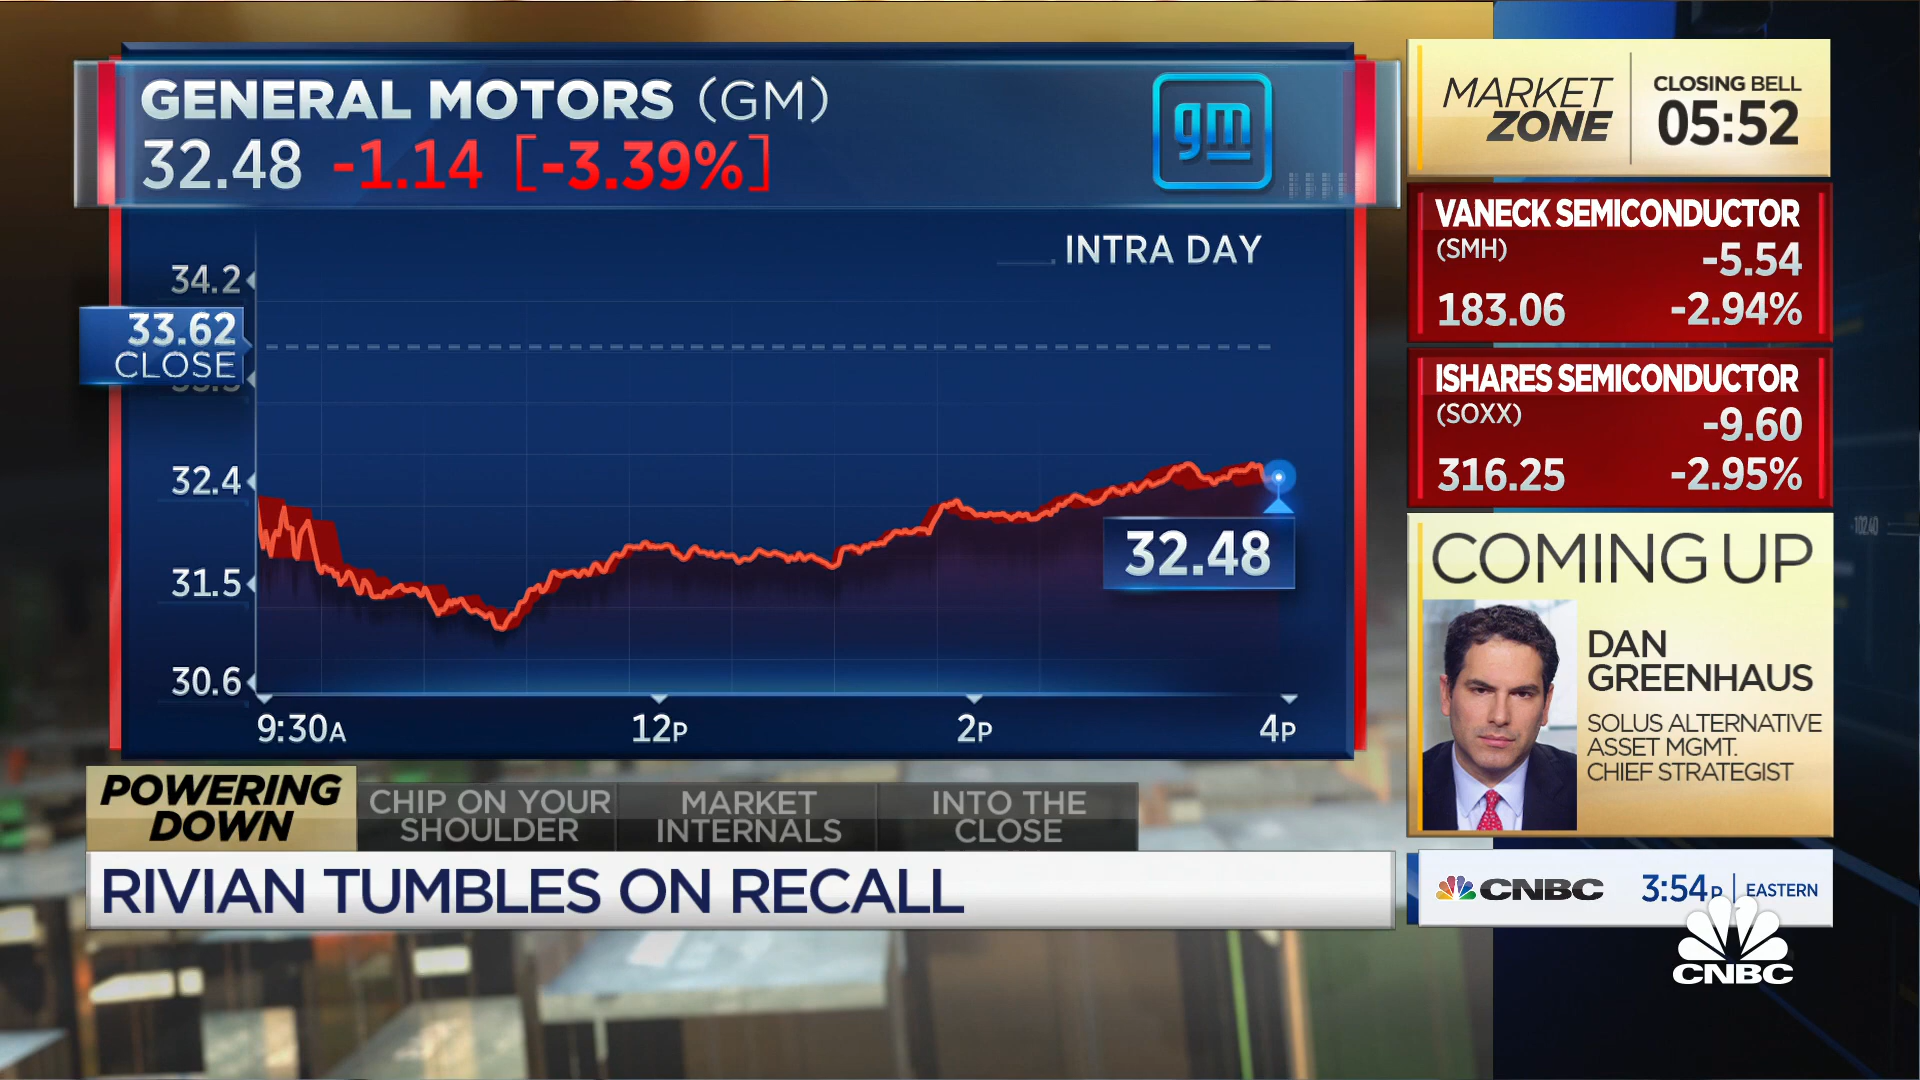 GENERAL MOTORS (GM)
32.48 -1.14 [-3.39%]
gm
INTRA DAY
34.2
33.62
CLOSE
32.4
31.5
30.6
32.48
9:30A 12P 2P 4P
POWERING
DOWN
CHIP ON YOUR
SHOULDER
MARKET
INTERNALS
INTO THE
CLOSE
RIVIAN TUMBLES ON RECALL
MARKET
ZONE
CLOSING BELL
05:52
VANECK SEMICONDUCTOR
(SMH) -5.54
183.06 -2.94%
ISHARES SEMICONDUCTOR
(SOXX) -9.60
316.25 -2.95%
COMING UP
DAN
GREENHAUS
SOLUS ALTERNATIVE
ASSET MGMT.
CHIEF STRATEGIST
CNBC 3:54P EASTERN
CNBC